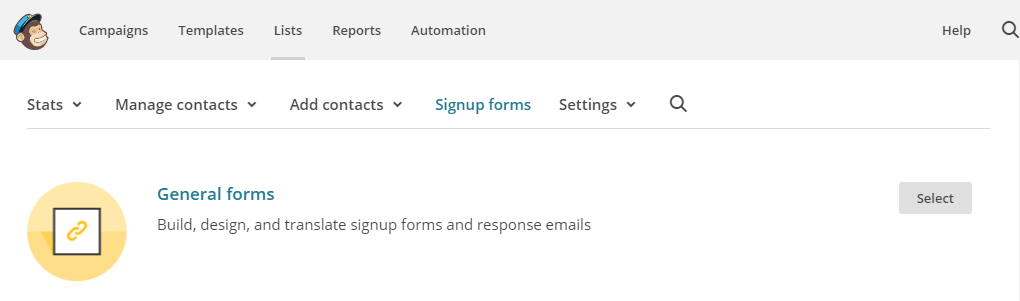 Campaigns Templates Lists Reports Automation Help
Stats Manage contacts Add contacts Signup forms Settings
General forms
Select
Build, design, and translate signup forms and response emails